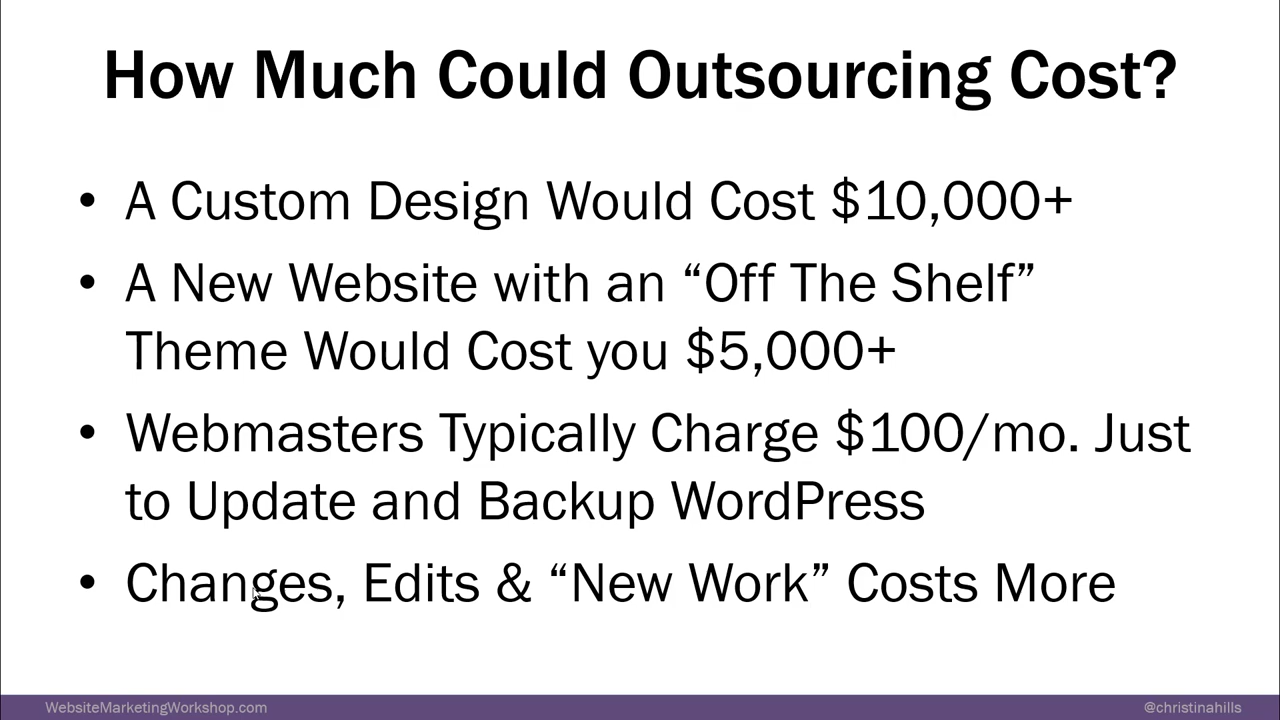 How Much Could Outsourcing Cost?
• A Custom Design Would Cost $10,000+
• A New Website with an “Off The Shelf”
Theme Would Cost you $5,000+
• Webmasters Typically Charge $100/mo. Just
to Update and Backup WordPress
• Changes, Edits & “New Work” Costs More
WebsiteMarketingWorkshop.com
@christinahills